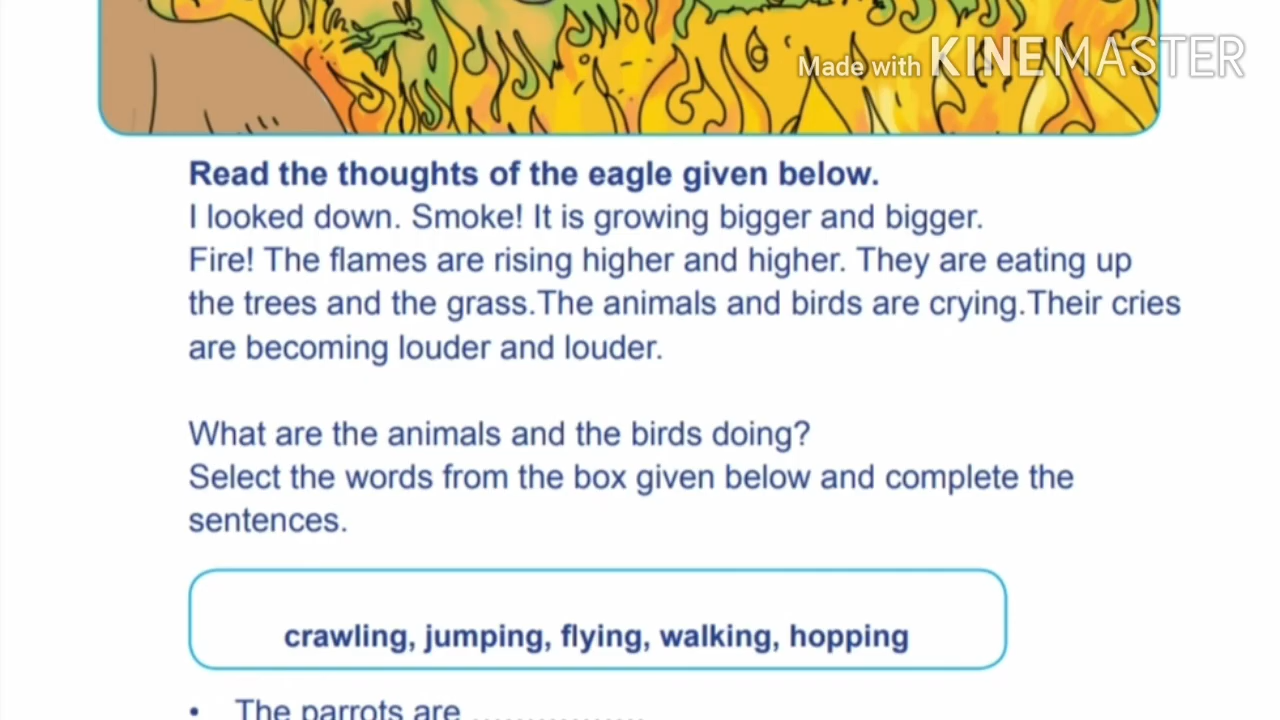 Made with KINEMASTER
Read the thoughts of the eagle given below.
I looked down. Smoke! It is growing bigger and bigger.
Fire! The flames are rising higher and higher. They are eating up
the trees and the grass.The animals and birds are crying.Their cries
are becoming louder and louder.
What are the animals and the birds doing?
Select the words from the box given below and complete the
sentences.
crawling, jumping, flying, walking, hopping
• The parrots are ................